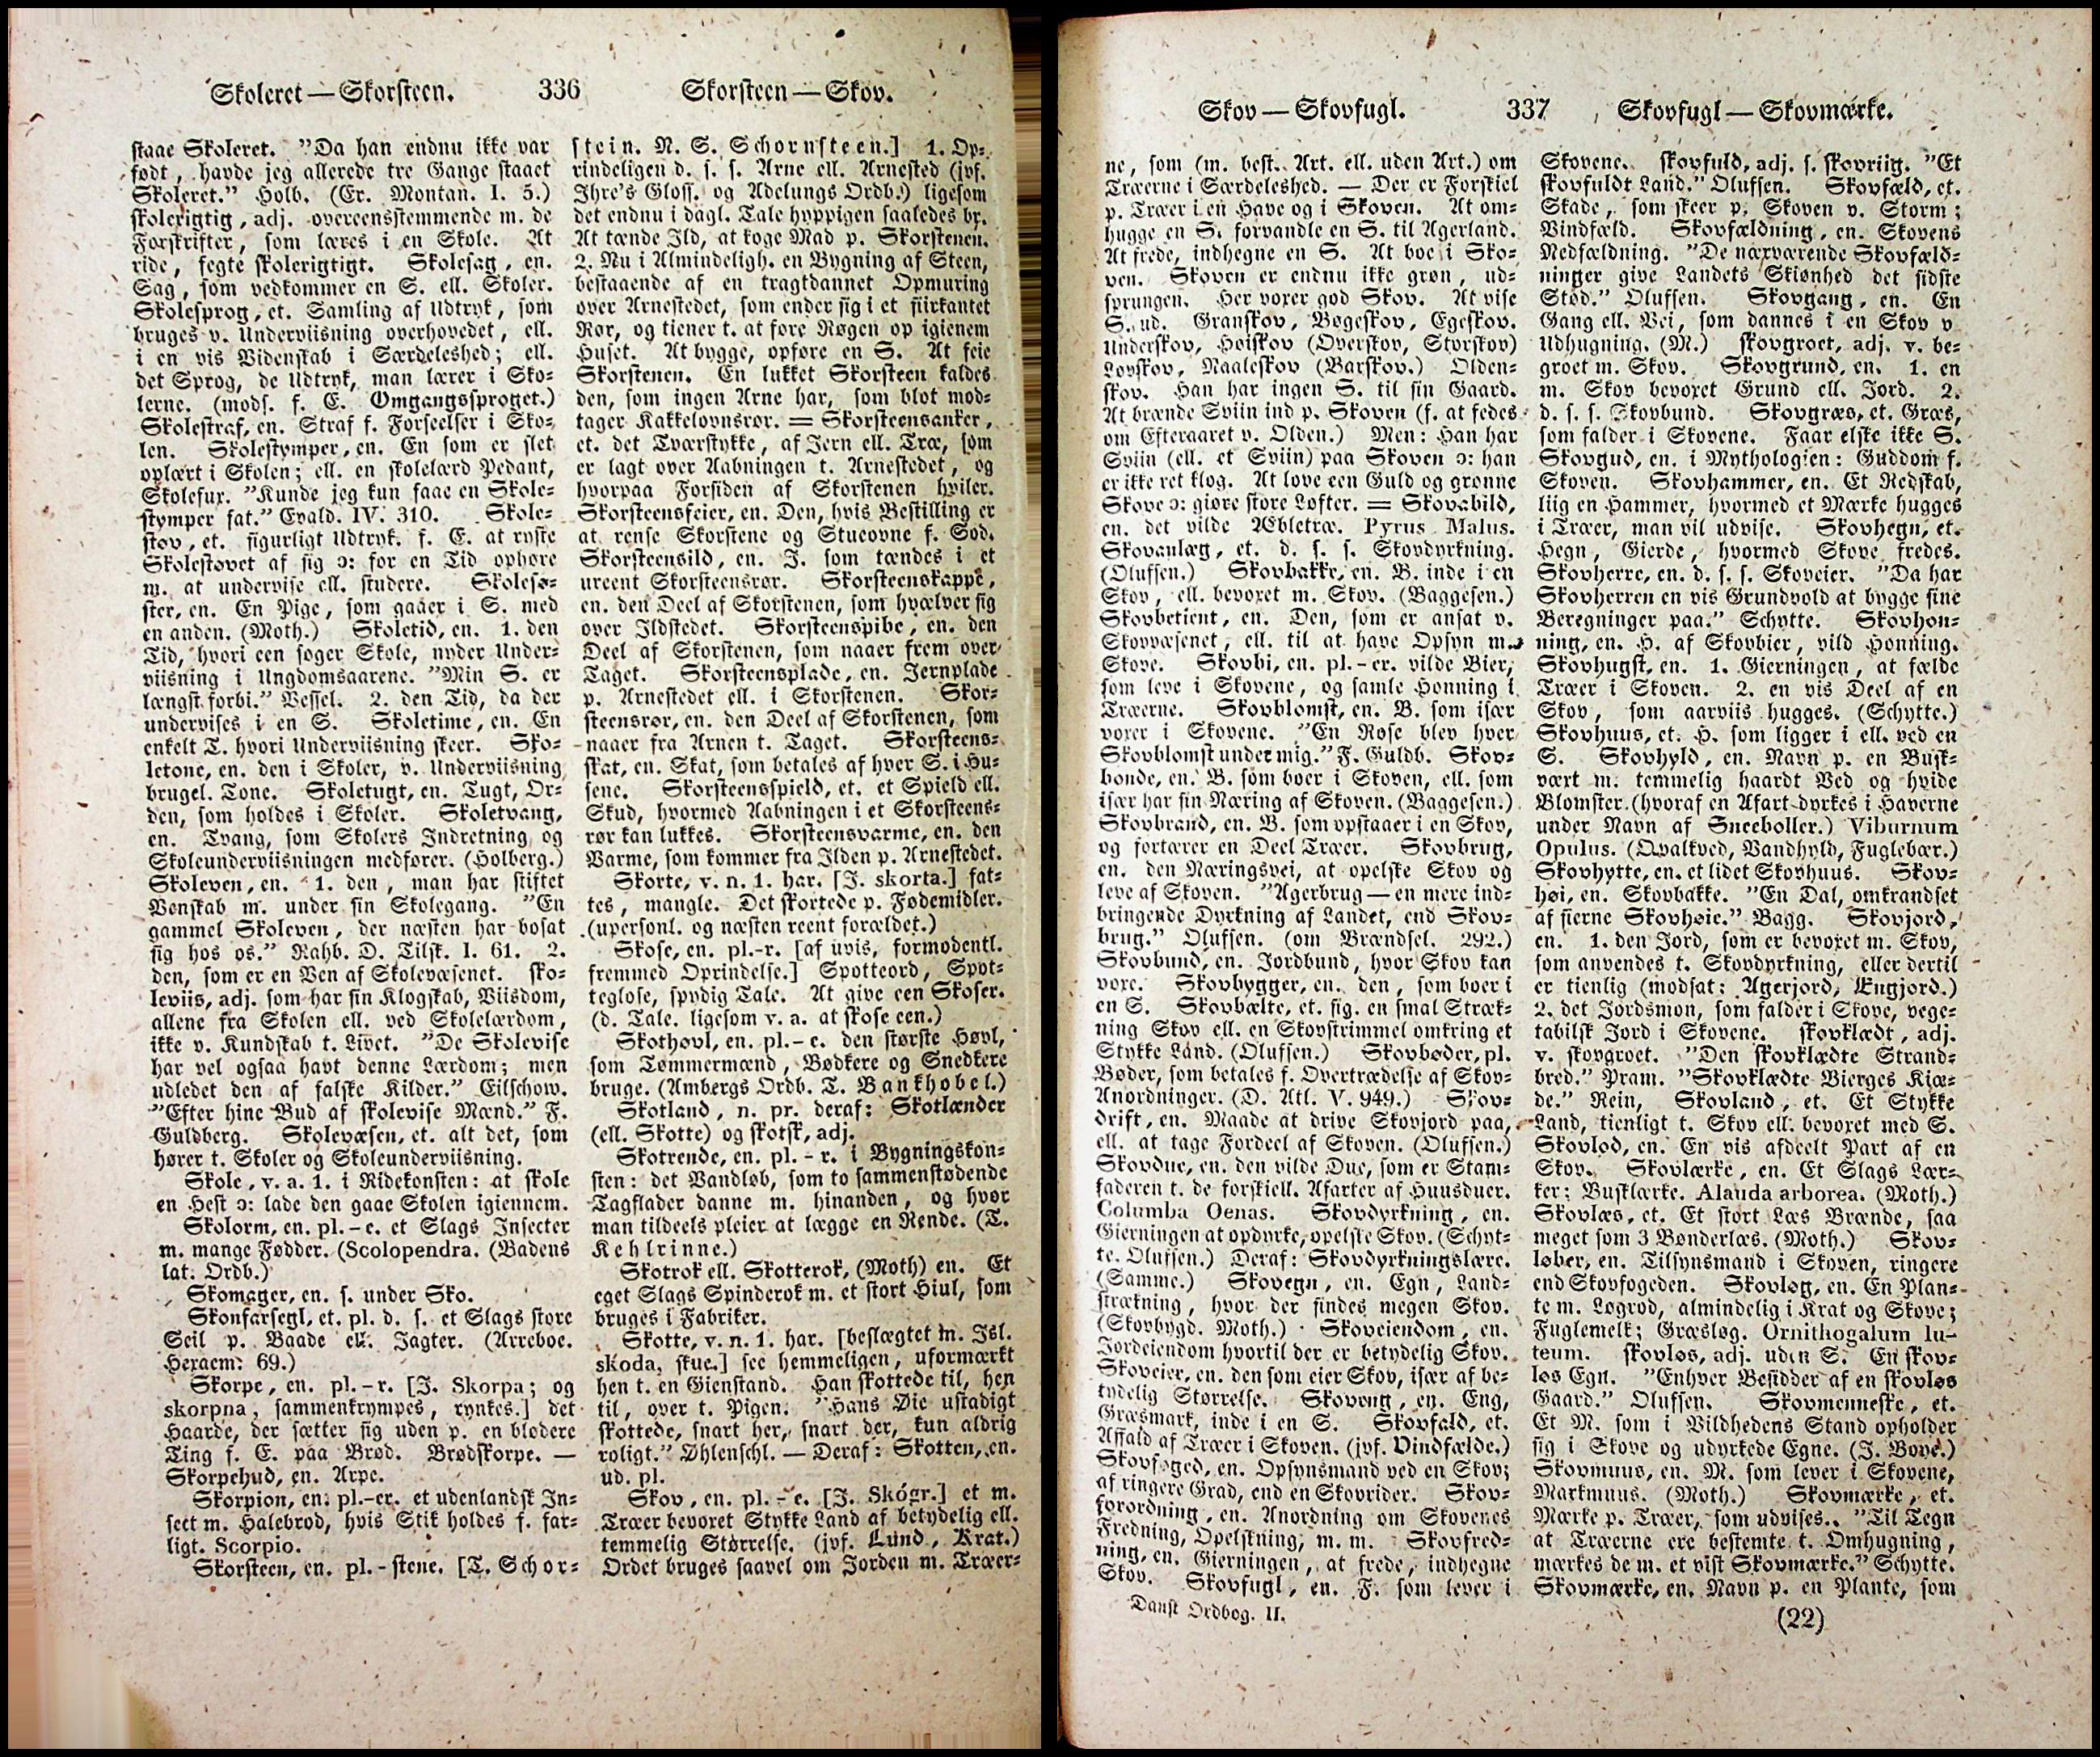 Skoleret — Skorsteen.
336
Skorsteen — Skov.
staae Skoleret. "Da han endnu ikke var
født, havde jeg allerede tre Gange staaet
Skoleret." Holb. (Er. Montan. I. 5.)
skolerigtig, adj. overeensstemmende m. de
Forskrifter, som læres i en Skole. At
ride, fegte skolerigtigt. Skolesag, en.
Sag, som vedkommer en S. ell. Skoler.
Skolesprog, et. Samling af Udtryk, som
bruges v. Underviisning overhovedet, ell.
i en vis Videnskab i Særdeleshed; ell.
det Sprog, de Udtryk, man lærer i Sko-
lerne. (mods. f. E. Omgangssproget.)
Skolestraf, en. Straf f. Forseelser i Sko-
len. Skolestymper, en. En som er slet
oplært i Skolen; ell. en skolelærd Pedant,
Skolefux. "Kunde jeg kun faae en Skole-
stymper fat." Evald. IV. 310. Skole-
støv, et. figurligt Udtryk. f. E. at ryste
Skolestøvet af sig ɔ: for en Tid ophøre
m. at undervise ell. studere. Skolesø-
ster, en. En Pige, som gaaer i S. med
en anden. (Moth.) Skoletid, en. 1. den
Tid, hvori een søger Skole, nyder Under-
viisning i Ungdomsaarene. "Min S. er
længst forbi." Vessel. 2. den Tid, da der
undervises i en S. Skoletime, en. En
enkelt T. hvori Underviisning skeer. Sko-
letone, en. den i Skoler, v. Underviisning
brugel. Tone. Skoletugt, en. Tugt, Or-
den, som holdes i Skoler. Skoletvang,
en. Tvang, som Skolers Indretning og
Skoleunderviisningen medfører. (Holberg.)
Skoleven, en. 1. den, man har stiftet
Venskab m. under sin Skolegang. "En
gammel Skoleven, der næsten har bosat
sig hos os." Rahb. D. Tilsk. I. 61. 2.
den, som er en Ven af Skolevæsenet. sko-
leviis, adj. som har sin Klogskab, Viisdom,
allene fra Skolen ell. ved Skolelærdom,
ikke v. Kundskab t. Livet. "De Skolevise
har vel ogsaa havt denne Lærdom; men
udledet den af falske Kilder." Eilschow.
"Efter hine Bud af skolevise Mænd." F.
Guldberg. Skolevæsen, et. alt det, som
hører t. Skoler og Skoleunderviisning.
Skole, v. a. 1. i Ridekonsten: at skole
en Hest ɔ: lade den gaae Skolen igiennem.
Skolorm, en. pl. - e. et Slags Insecter
m. mange Fødder. (Scolopendra. (Badens
lat. Ordb.)
Skomager, en. s. under Sko.
Skonfarsegl, et. pl. d. s. et Slags store
Seil p. Baade ell. Jagter. (Arreboe.
Hexaem. 69.)
Skorpe, en. pl. - r. [J. Skorpa; og
skorpna, sammenkrympes, rynkes.] det
Haarde, der sætter sig uden p. en blødere
Ting f. E. paa Brød. Brødskorpe. —
Skorpehud, en. Arpe.
Skorpion, en. pl.-er. et udenlandsk In-
sekt m. Halebrod, hvis Stik holdes f. far-
ligt. Scorpio.
Skorsteen, en. pl. - stene. [T. Schor-
stein. N. S. Schornsteen.] 1. Op-
rindeligen d. s. s. Arne ell. Arnested (jvf.
Ihre's Gloss. og Adelungs Ordb.) ligesom
det endnu i dagl. Tale hyppigen saaledes br.
At tænde Ild, at koge Mad p. Skorstenen.
2. Nu i Almindeligh. en Bygning af Steen,
bestaaende af en tragtdannet Opmuring
over Arnestedet, som ender sig i et fiirkantet
Rør, og tiener t. at føre Røgen op igienem
Huset. At bygge, opføre en S. At feie
Skorstenen. En lukket Skorsteen kaldes
den, som ingen Arne har, som blot mod-
tager Kakkelovnsrør. = Skorsteensanker,
et. det Tværstykke, af Jern ell. Træ, som
er lagt over Aabningen t. Arnestedet, og
hvorpaa Forsiden af Skorstenen hviler.
Skorsteensfeier, en. Den, hvis Bestilling er
at rense Skorstene og Stueovne f. Sod.
Skorsteensild, en. J. som tændes i et
ureent Skorsteensrør. Skorsteenskappe,
en. den Deel af Skorstenen, som hvælver sig
over Ildstedet. Skorsteenspibe, en. den
Deel af Skorstenen, som naaer frem over
Taget. Skorsteensplade, en. Jernplade
p. Arnestedet ell. i Skorstenen. Skor-
steensrør, en. den Deel af Skorstenen, som
naaer fra Arnen t. Taget. Skorsteens-
skat, en. Skat, som betales af hver S. i Hu-
sene. Skorsteensspield, et. et Spield ell.
Skud, hvormed Aabningen i et Skorsteens-
rør kan lukkes. Skorsteensvarme, en. den
Varme, som kommer fra Ilden p. Arnestedet.
Skorte, v. n. 1. har. [J. skorta.] fat-
tes, mangle. Det skortede p. Fødemidler.
(upersonl. og næsten reent forældet.)
Skose, en. pl.-r. [af uvis, formodentl.
fremmed Oprindelse.] Spotteord, Spot-
teglose, spydig Tale. At give een Skoser.
(d. Tale. ligesom v. a. at skose een.)
Skothøvl, en. pl. - e. den største Høvl,
som Tømmermænd, Bødkere og Snedkere
bruge. (Ambergs Ordb. T. Bankhobel.)
Skotland, n. pr. deraf: Skotlænder
(ell. Skotte) og skotsk, adj.
Skotrende, en. pl. - r. i Bygningskon-
sten: det Vandløb, som to sammenstødende
Tagflader danne m. hinanden, og hvor
man tildeels pleier at lægge en Rende. (T.
Kehlrinne.)
Skotrok ell. Skotterok, (Moth) en. Et
eget Slags Spinderok m. et stort Hiul, som
bruges i Fabriker.
Skotte, v. n. 1. har. [beslægtet m. Isl.
skoda, skue.] see hemmeligen, uformærkt
hen t. en Gienstand. Han skottede til, hen
til, over t. Pigen. "Hans Øie ustadigt
skottede, snart her, snart der, kun aldrig
roligt." Øhlenschl. — Deraf: Skotten, en.
ud. pl.
Skov, en. pl. - e. [J. Skógr.] et m.
Træer bevoxet Stykke Land af betydelig ell.
temmelig Størrelse. (jvf. Lund, Krat.)
Ordet bruges saavel om Jorden m. Træer-
Skov — Skovfugl.
337
Skovfugl — Skovmærke.
ne, som (m. best. Art. ell. uden Art.) om
Træerne i Særdeleshed. — Der er Forskiel
p. Træer i en Have og i Skoven. At om-
hugge en S. forvandle en S. til Agerland.
At frede, indhegne en S. At boe i Sko-
ven. Skoven er endnu ikke grøn, ud-
sprungen. Her voxer god Skov. At vise
S. ud. Granskov, Bøgeskov, Egeskov.
Underskov, Høiskov (Overskov, Storskov)
Løvskov, Naaleskov (Barskov.) Olden-
skov. Han har ingen S. til sin Gaard.
At brænde Sviin ind p. Skoven (f. at fedes
om Efteraaret v. Olden.) Men: Han har
Sviin (ell. et Sviin) paa Skoven ɔ: han
er ikke ret klog. At love een Guld og grønne
Skove ɔ: giøre store Løfter. = Skovabild,
en. det vilde Æbletræ. Pyrus Malus.
Skovanlæg, et. d. s. s. Skovdyrkning.
(Olufsen.) Skovbakke, en. B. inde i en
Skov, ell. bevoxet m. Skov. (Baggesen.)
Skovbetient, en. Den, som er ansat v.
Skovvæsenet, ell. til at have Opsyn m.
Skove. Skovbi, en. pl. - er. vilde Bier,
som leve i Skovene, og samle Honning i
Træerne. Skovblomst, en. B. som især
voxer i Skovene. "En Rose blev hver
Skovblomst under mig." F. Guldb. Skov-
bonde, en. B. som boer i Skoven, ell. som
især har sin Næring af Skoven. (Baggesen.)
Skovbrand, en. B. som opstaaer i en Skov,
og fortærer en Deel Træer. Skovbrug,
en. den Næringsvei, at opelske Skov og
leve af Skoven. "Agerbrug — en mere ind-
bringende Dyrkning af Landet, end Skov-
brug." Olufsen. (om Brændsel. 292.)
Skovbund, en. Jordbund, hvor Skov kan
voxe. Skovbygger, en. den, som boer i
en S. Skovbælte, et. fig. en smal Stræk-
ning Skov ell. en Skovstrimmel omkring et
Stykke Land. (Olufsen.) Skovbøder, pl.
Bøder, som betales f. Overtrædelse af Skov-
Anordninger. (D. Atl. V. 949.) Skov-
drift, en. Maade at drive Skovjord paa,
ell. at tage Fordeel af Skoven. (Olufsen.)
Skovdue, en. den vilde Due, som er Stam-
faderen t. de forskiell. Afarter af Huusduer.
Columba Oenas. Skovdyrkning, en.
Gierningen at opdyrke, opelske Skov. (Schyt-
te. Olufsen.) Deraf: Skovdyrkningslære.
(Samme.) Skovegn, en. Egn, Land-
strækning, hvor der findes megen Skov.
(Skovbygd. Moth.) Skoveiendom, en.
Jordeiendom hvortil der er betydelig Skov.
Skoveier, en. den som eier Skov, især af be-
tydelig Størrelse. Skoveng, en. Eng,
Græsmark, inde i en S. Skovfald, et.
Affald af Træer i Skoven. (jvf. Vindfælde.)
Skovfoged, en. Opsynsmand ved en Skov;
af ringere Grad, end en Skovrider. Skov-
forordning, en. Anordning om Skovenes
Fredning, Opelskning, m. m. Skovfred-
ning, en. Gierningen, at frede, indhegne
Skov. Skovfugl, en. F. som lever i
Dansk Ordbog. II.
Skovene. skovfuld, adj. s. skovriig. "Et
skovfuldt Land." Olufsen. Skovfæld, et.
Skade, som skeer p. Skoven v. Storm;
Vindfæld. Skovfældning, en. Skovens
Nedfældning. "De nærværende Skovfæld-
ninger give Landets Skiønhed det sidste
Stød." Olufsen. Skovgang, en. En
Gang ell. Vei, som dannes i en Skov v
Udhugning. (M.) skovgroet, adj. v. be-
groet m. Skov. Skovgrund, en. 1. en
m. Skov bevoxet Grund ell. Jord. 2.
d. s. s. Skovbund. Skovgræs, et. Græs,
som falder i Skovene. Faar elske ikke S.
Skovgud, en. i Mythologien: Guddom f.
Skoven. Skovhammer, en. Et Redskab,
liig en Hammer, hvormed et Mærke hugges
i Træer, man vil udvise. Skovhegn, et.
Hegn, Gierde, hvormed Skove fredes.
Skovherre, en. d. s. s. Skoveier. "Da har
Skovherren en vis Grundvold at bygge sine
Beregninger paa." Schytte. Skovhon-
ning, en. H. af Skovbier, vild Honning.
Skovhugst, en. 1. Gierningen, at fælde
Træer i Skoven. 2. en vis Deel af en
Skov, som aarviis hugges. (Schytte.)
Skovhuus, et. H. som ligger i ell. ved en
S. Skovhyld, en. Navn p. en Busk-
vært m. temmelig haardt Ved og hvide
Blomster (hvoraf en Afart dyrkes i Haverne
under Navn af Sneeboller.) Viburnum
Opulus. (Qvalkved, Vandhyld, Fuglebær.)
Skovhytte, en. et lidet Skovhuus. Skov-
høi, en. Skovbakke. "En Dal, omkrandset
af fierne Skovhøie." Bagg. Skovjord,
en. 1. den Jord, som er bevoxet m. Skov,
som anvendes t. Skovdyrkning, eller dertil
er tienlig (modsat: Agerjord, Engjord.)
2. det Jordsmon, som falder i Skove, vege-
tabilsk Jord i Skovene. skovklædt, adj.
v. skovgroet. "Den skovklædte Strand-
bred." Pram. "Skovklædte Bierges Kjæ-
de." Rein, Skovland, et. Et Stykke
Land, tienligt t. Skov ell. bevoxet med S.
Skovlod, en. En vis afdeelt Part af en
Skov. Skovlærke, en. Et Slags Lær-
ke; Busklærke. Alauda arborea. (Moth.)
Skovlæs, et. Et stort Læs Brænde, saa
meget som 3 Bønderlæs. (Moth.) Skov-
løber, en. Tilsynsmand i Skoven, ringere
end Skovfogeden. Skovløg, en. En Plan-
te m. Løgrod, almindelig i Krat og Skove;
Fuglemelk; Græsløg. Ornithogalum lu-
teum. skovløs, adj. uden S. En skov-
løs Egn. "Enhver Besidder af en skovløs
Gaard." Olufsen. Skovmenneske, et.
Et M. som i Vildhedens Stand opholder
sig i Skove og udyrkede Egne. (J. Boye.)
Skovmuus, en. M. som lever i Skovene,
Markmuus. (Moth.) Skovmærke, et.
Mærke p. Træer, som udvises. "Til Tegn
at Træerne ere bestemte t. Omhugning,
mærkes de m. et vist Skovmærke." Schytte.
Skovmærke, en. Navn p. en Plante, som
(22)